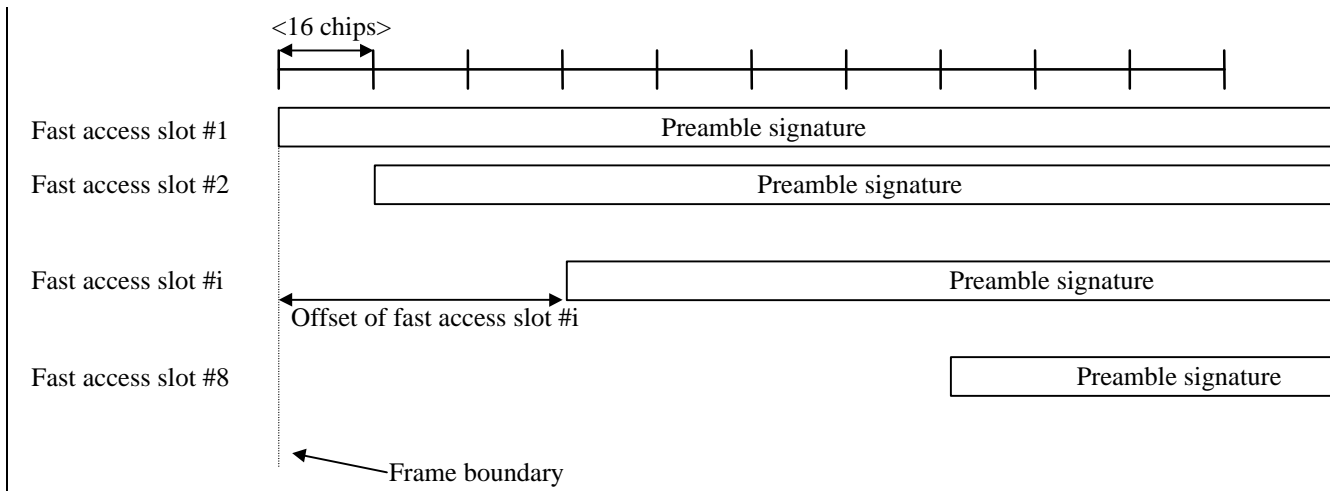 <16 chips>
Fast access slot #1
Preamble signature
Fast access slot #2
Preamble signature
Fast access slot #i
Preamble signature
Offset of fast access slot #i
Fast access slot #8
Preamble signature
Frame boundary